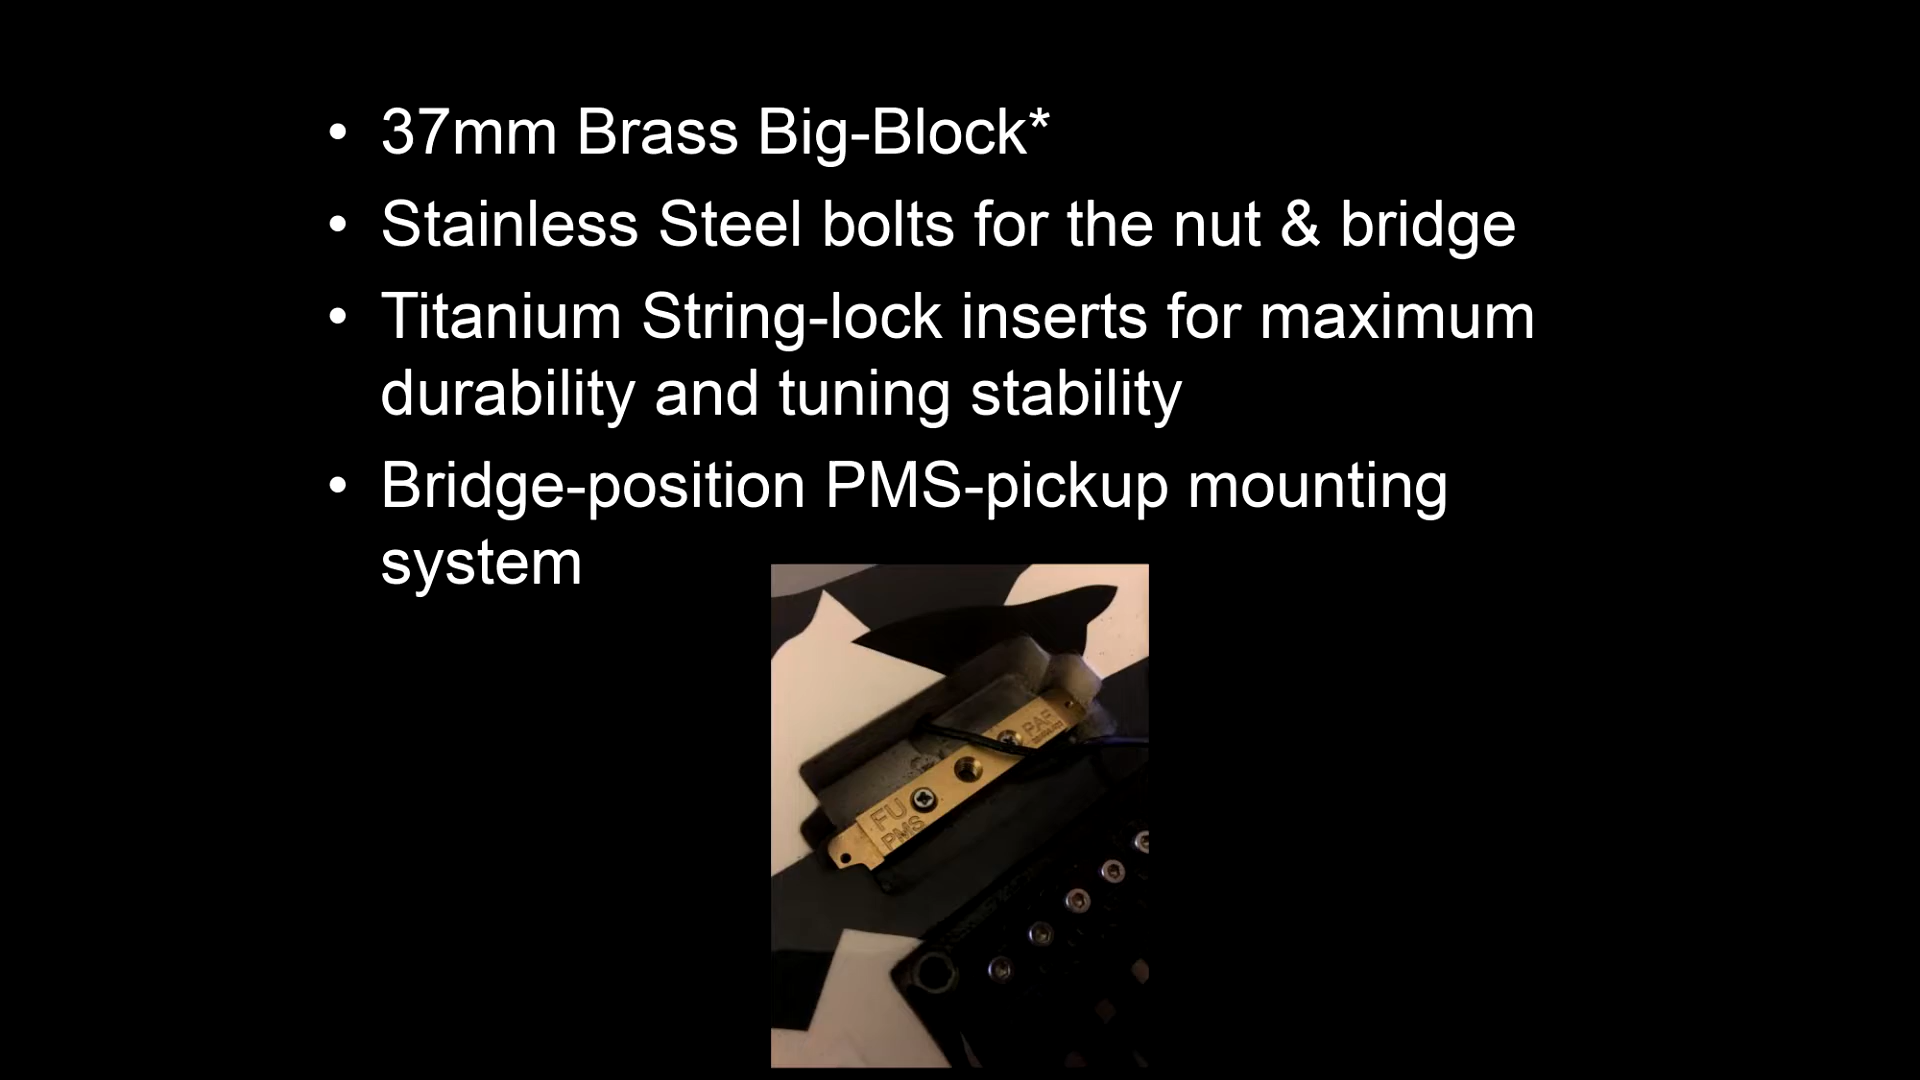 • 37mm Brass Big-Block*
• Stainless Steel bolts for the nut & bridge
• Titanium String-lock inserts for maximum
durability and tuning stability
• Bridge-position PMS-pickup mounting
system
PAF
FU
PMS